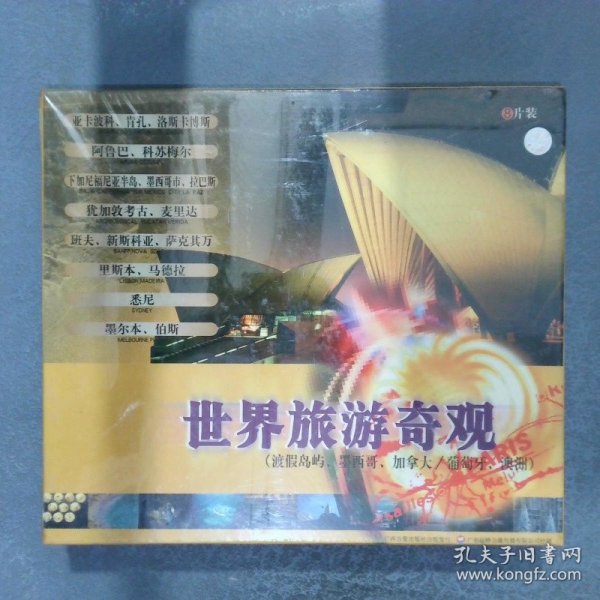 8片装
亚卡波科、肯孔、洛斯卡博斯
阿鲁巴、科苏梅尔
下加尼福尼亚半岛、墨西哥市、拉巴斯
犹加敦考古、麦里达
班夫、新斯科亚、萨克其万
BANFF,NOVA
里斯本、马德拉
LISBON,MADEIRA
悉尼
SYDNEY
墨尔本、伯斯
MELBOURNE,P
世界旅游奇观
(渡假岛屿、墨西哥、加拿大/葡萄牙、澳洲)
孔夫子旧书网
www.kongfz.com